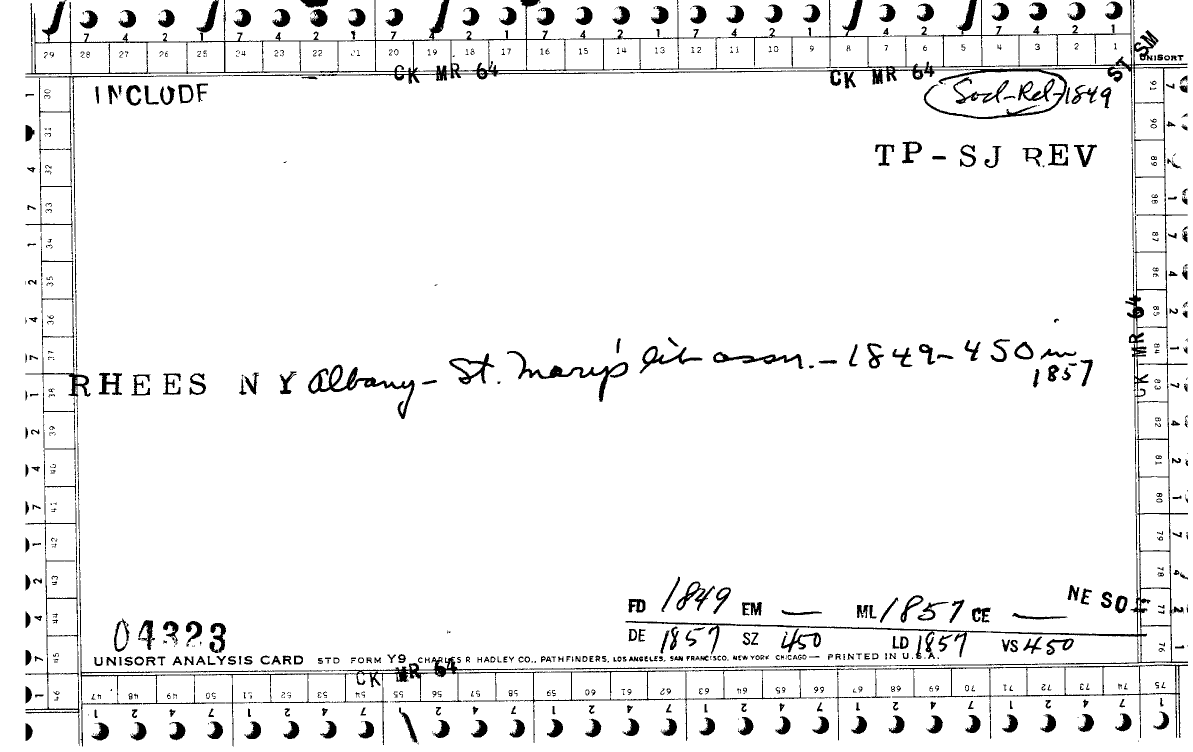 7 4 2 1 7 4 2 1 7 4 2 1 7 4 2 1 7 4 2 1 7 4 2 1 7 4 2 1
29 28 27 26 25 24 23 22 21 20 19 18 17 16 15 14 13 12 11 10 9 8 7 6 5 4 3 2 1
UNISORT
ST SM
CK MR 64 CK MR 64
INCLUDE
Socl-Rel-1849
TP-SJ REV
CK MR 64
RHEES N Y Albany - St. Mary's lit assn. - 1849 - 450 in
1857
FD 1849 EM — ML 1857 CE — NE SO
DE 1857 SZ 450 LD 1857 VS 450
04323
UNISORT ANALYSIS CARD STD FORM Y9 CHARLES R HADLEY CO., PATHFINDERS, LOS ANGELES, SAN FRANCISCO, NEW YORK CHICAGO — PRINTED IN U.S.A.
CK MR 64
30 31 32 33 34 35 36 37 38 39 40 41 42 43 44 45 46
47 48 49 50 51 52 53 54 55 56 57 58 59 60 61 62 63 64 65 66 67 68 69 70 71 72 73 74 75
76 77 78 79 80 81 82 83 84 85 86 87 88 89 90 91